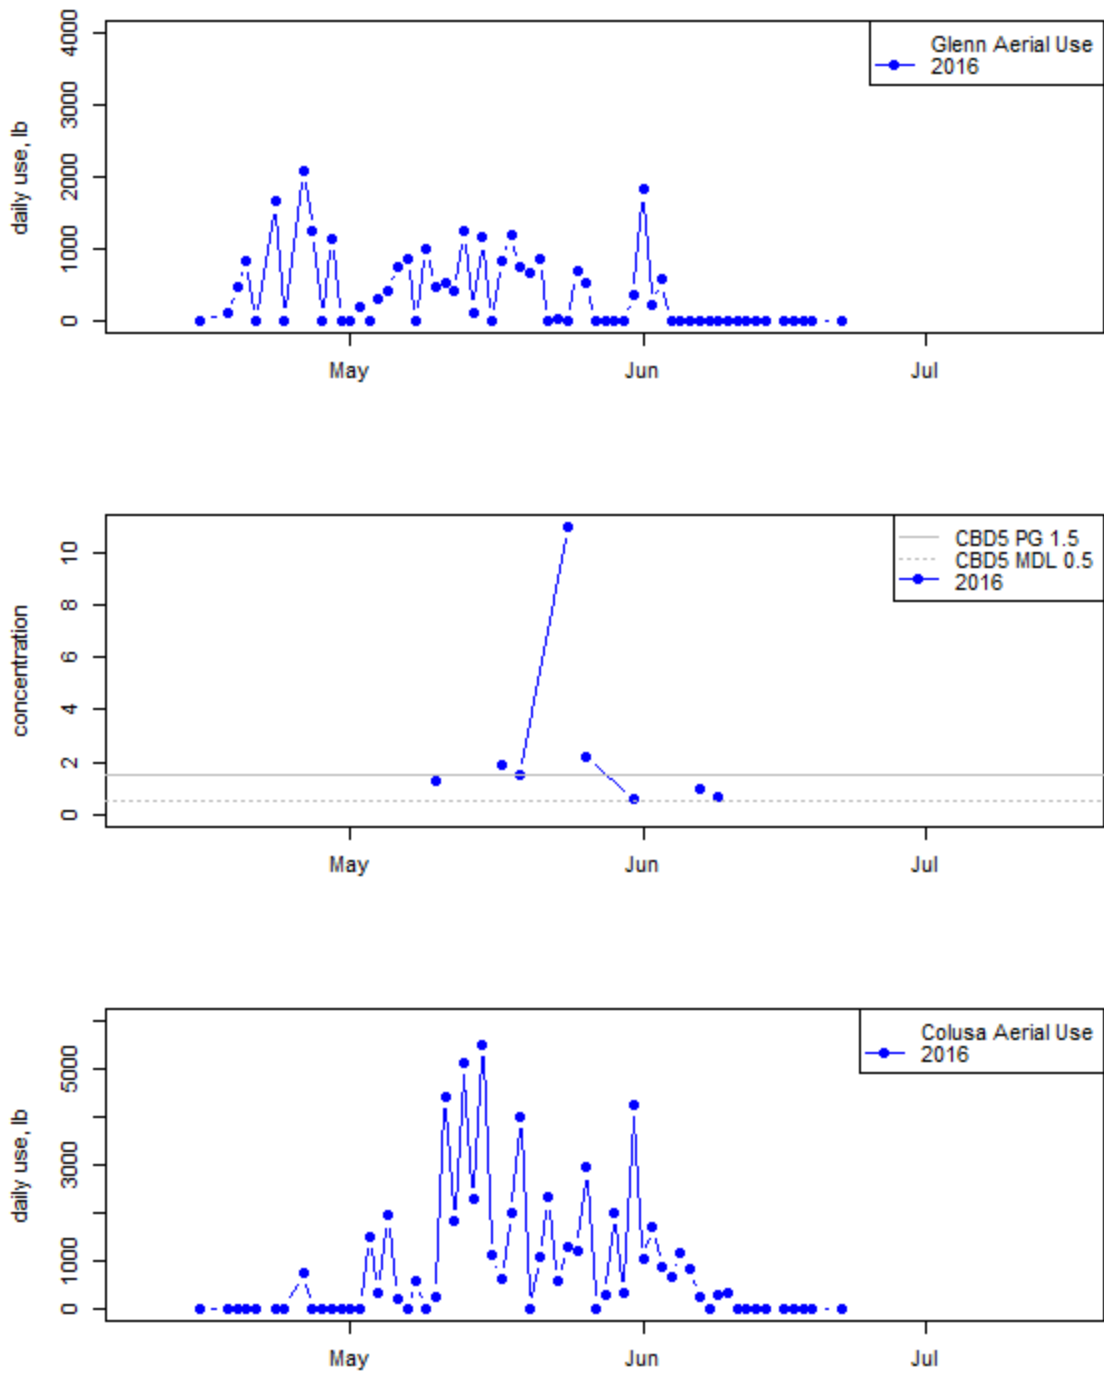 Glenn Aerial Use
2016
daily use, lb
4000
3000
2000
1000
0
May Jun Jul
CBD5 PG 1.5
CBD5 MDL 0.5
2016
concentration
10
8
6
4
2
0
May Jun Jul
Colusa Aerial Use
2016
daily use, lb
5000
3000
1000
0
May Jun Jul